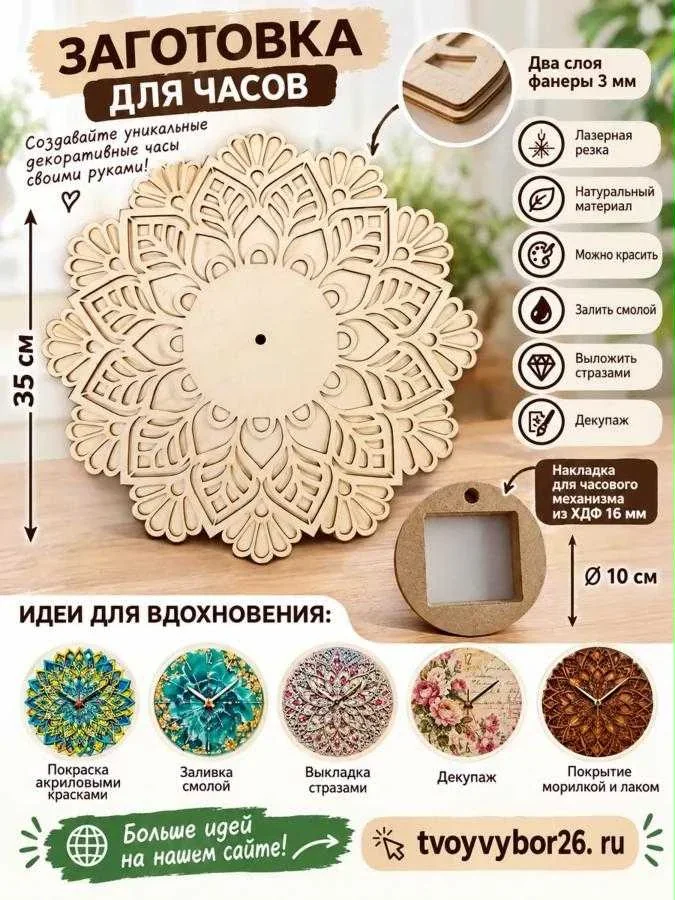 ЗАГОТОВКА
ДЛЯ ЧАСОВ
Создавайте уникальные
декоративные часы
своими руками!
Два слоя
фанеры 3 мм
Лазерная
резка
Натуральный
материал
Можно красить
Залить смолой
Выложить
стразами
Декупаж
35 см
Накладка
для часового
механизма
из ХДФ 16 мм
Ø 10 см
ИДЕИ ДЛЯ ВДОХНОВЕНИЯ:
Покраска
акриловыми
красками
Заливка
смолой
Выкладка
стразами
Декупаж
Покрытие
морилкой и лаком
Больше идей
на нашем сайте!
tvoyvybor26. ru